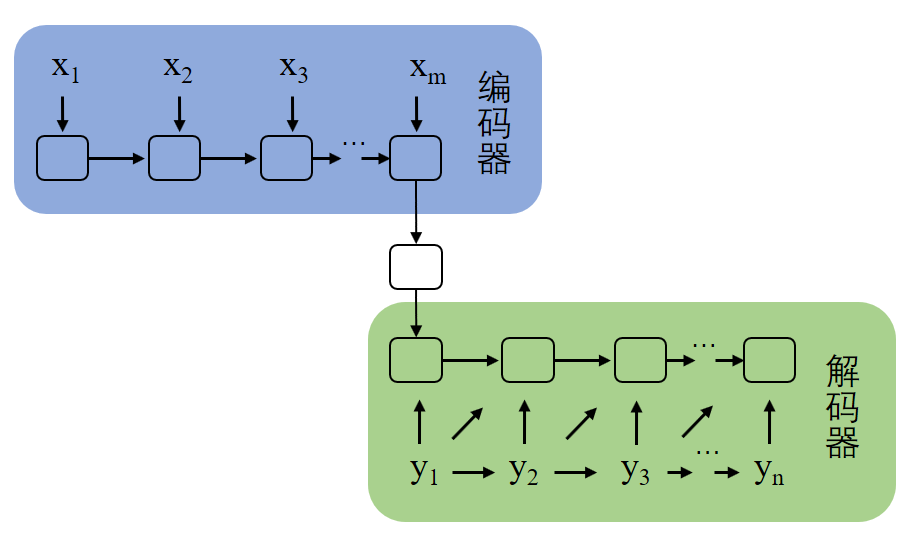 x₁ x₂ x₃ xₘ
编码器
…
…
解码器
…
y₁ y₂ y₃ yₙ